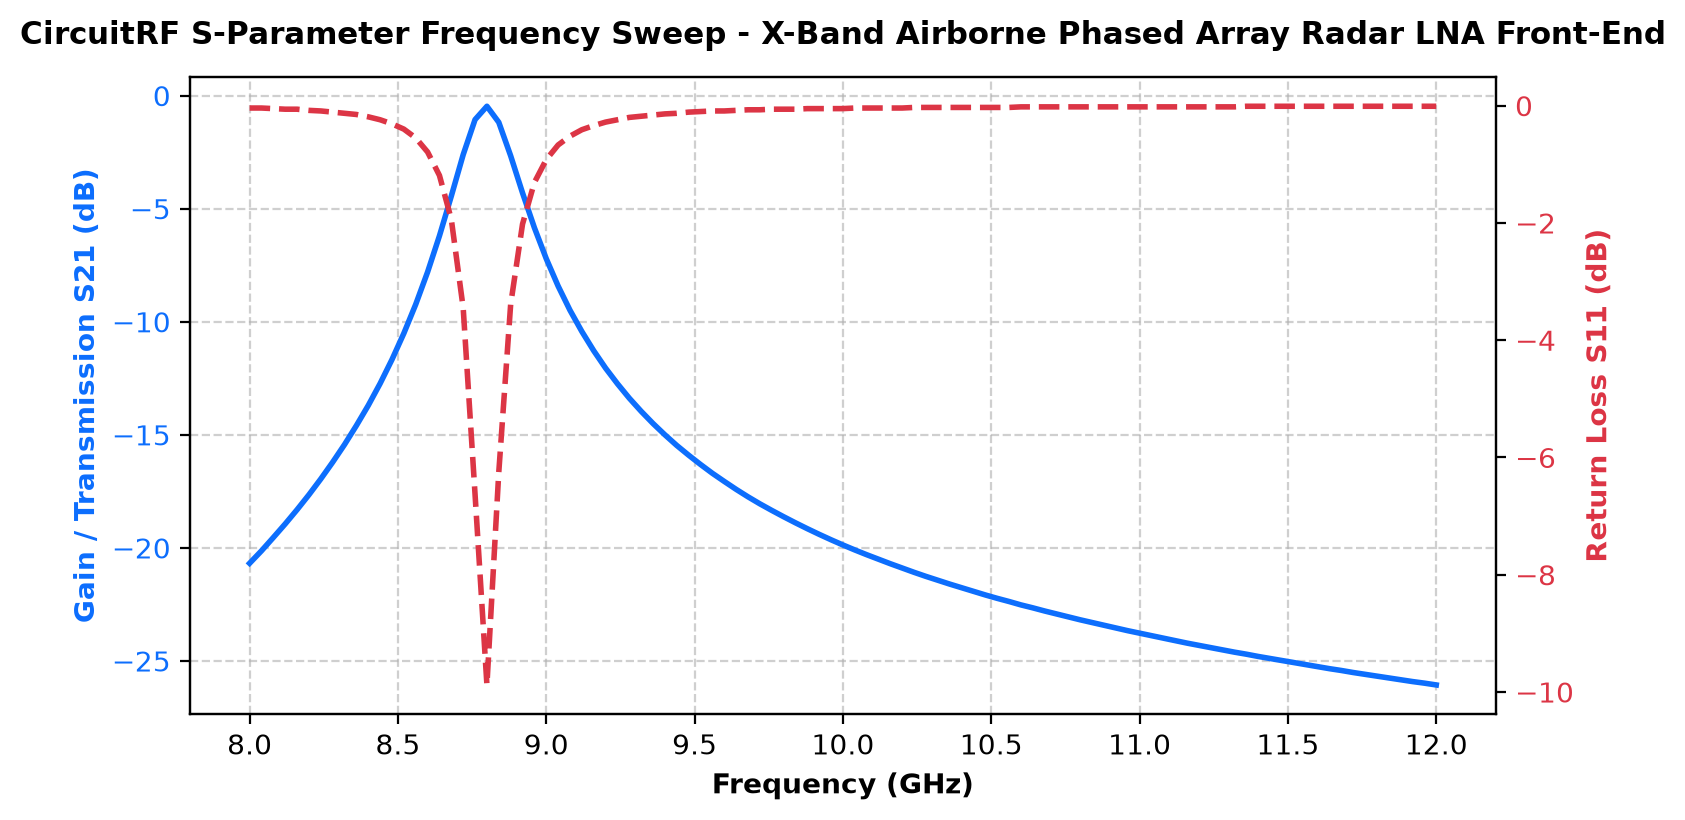 CircuitRF S-Parameter Frequency Sweep - X-Band Airborne Phased Array Radar LNA Front-End
Gain / Transmission S21 (dB)
0
−5
−10
−15
−20
−25
0
−2
−4
−6
−8
−10
Return Loss S11 (dB)
8.0 8.5 9.0 9.5 10.0 10.5 11.0 11.5 12.0
Frequency (GHz)